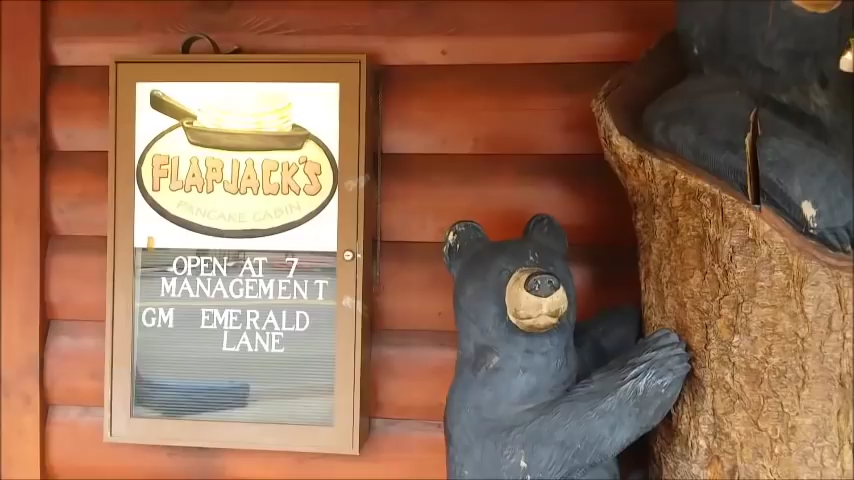 FLAPJACK'S
PANCAKE CABIN
OPEN AT 7
MANAGEMENT
GM EMERALD
LANE